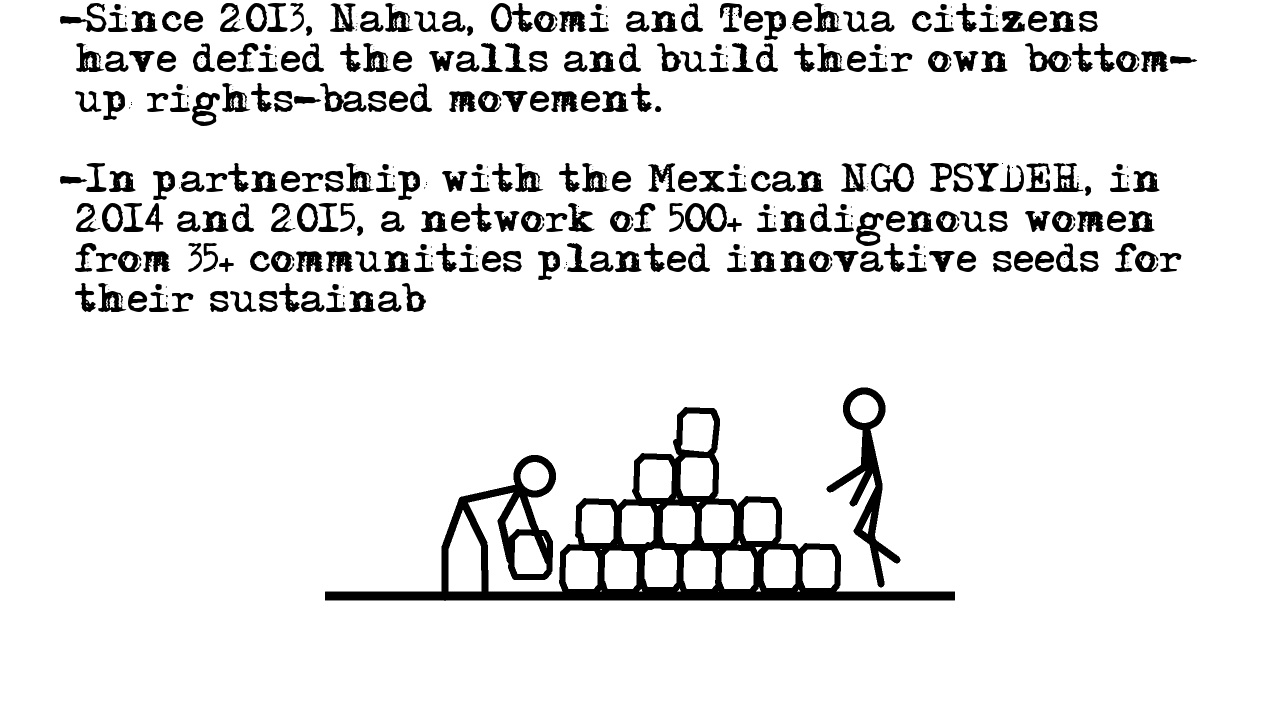 -Since 2013, Nahua, Otomi and Tepehua citizens
have defied the walls and build their own bottom-
up rights-based movement.
-In partnership with the Mexican NGO PSYDEH, in
2014 and 2015, a network of 500+ indigenous women
from 35+ communities planted innovative seeds for
their sustainab